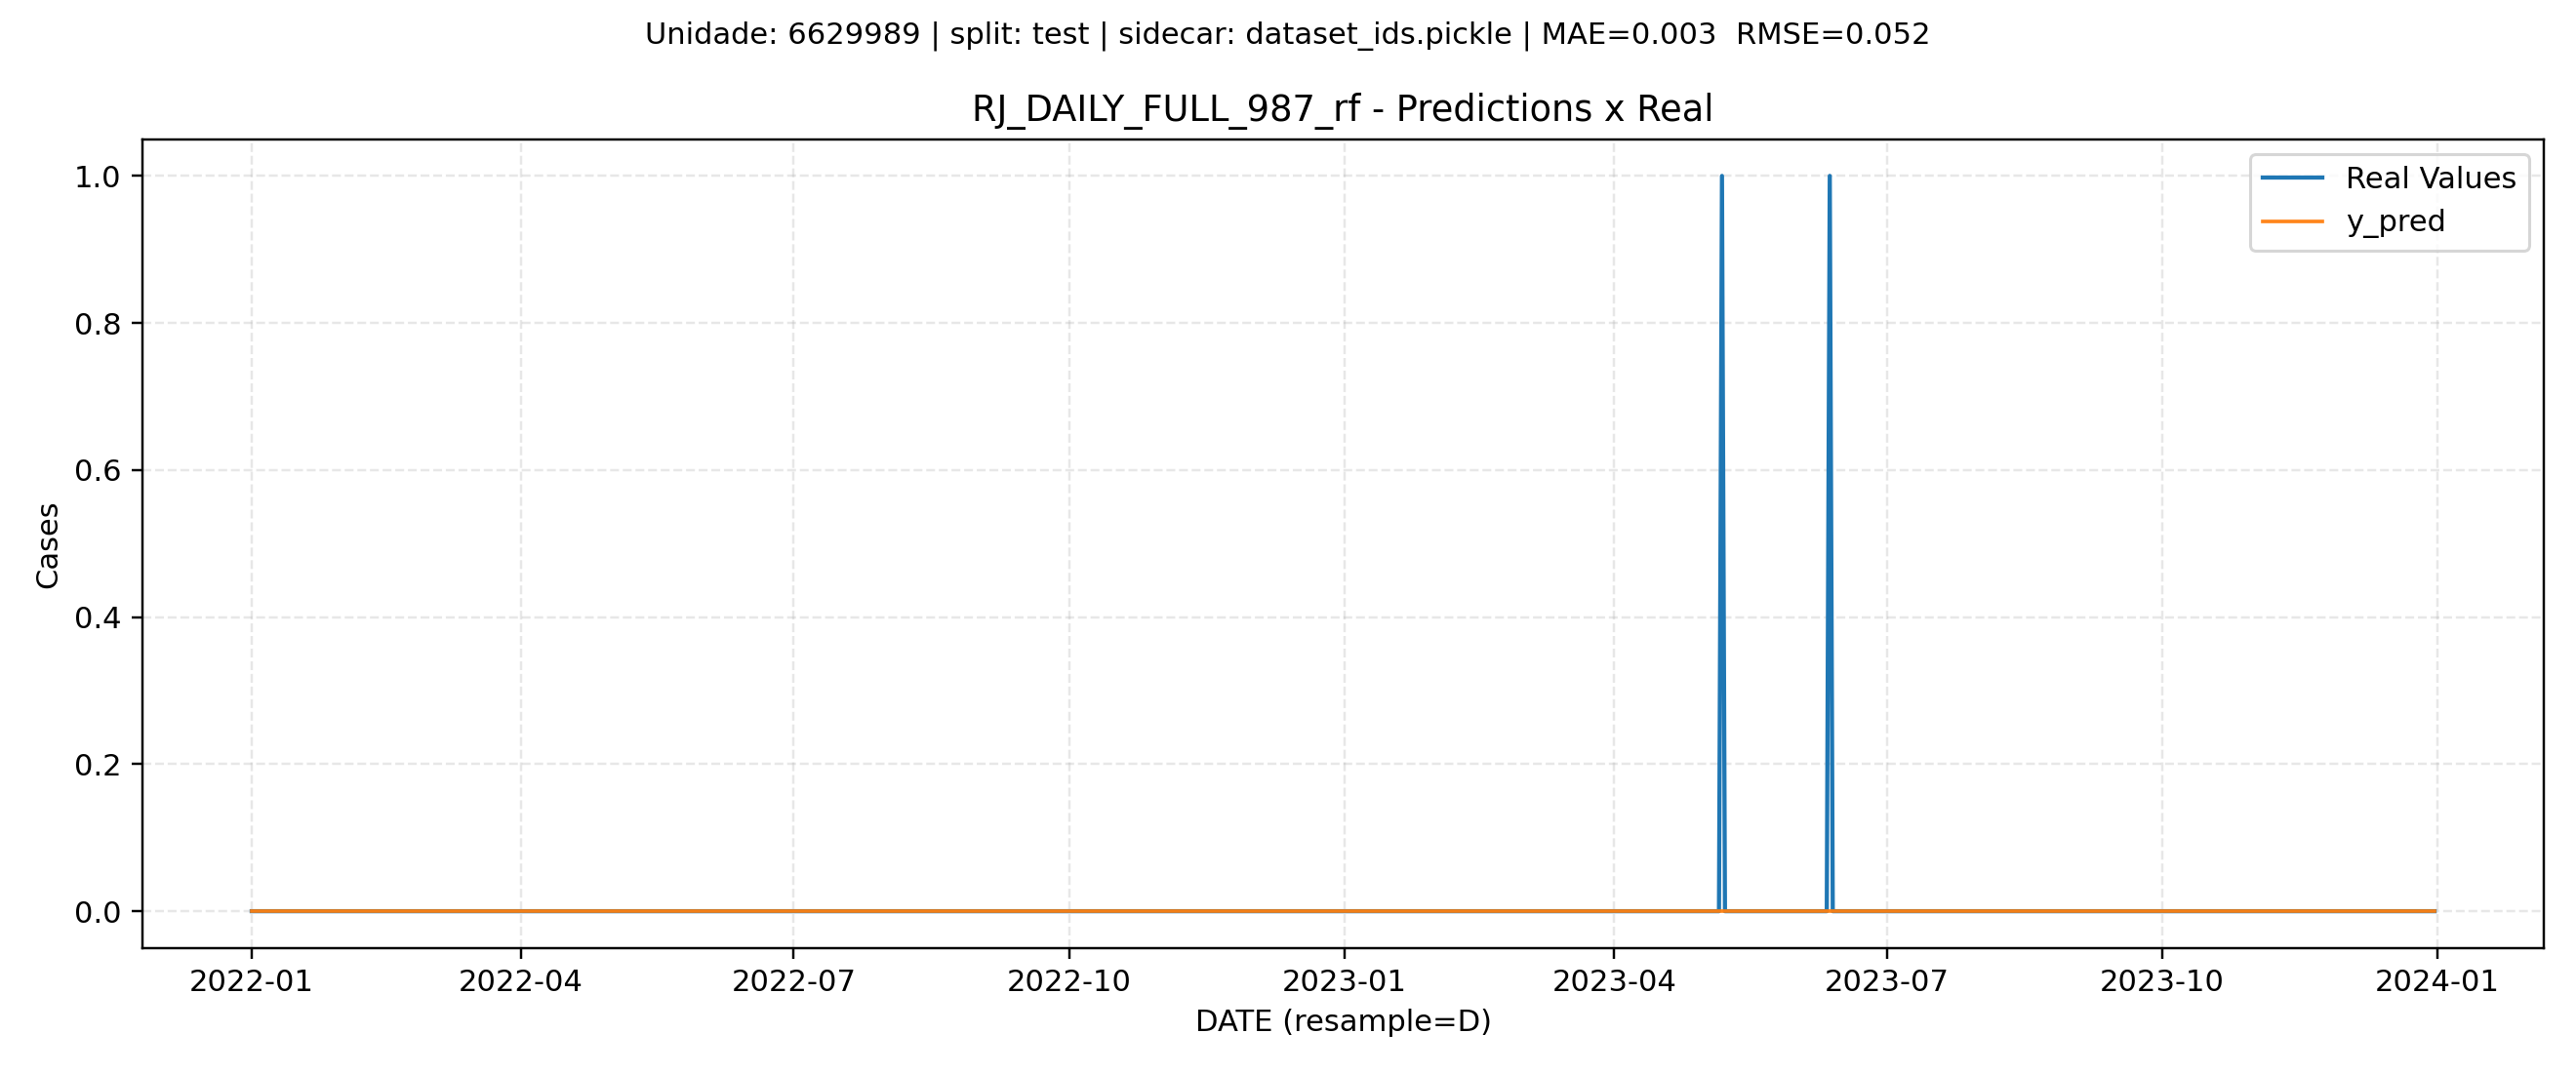 Unidade: 6629989 | split: test | sidecar: dataset_ids.pickle | MAE=0.003  RMSE=0.052
RJ_DAILY_FULL_987_rf - Predictions x Real
Real Values
y_pred
1.0
0.8
0.6
0.4
0.2
0.0
Cases
2022-01
2022-04
2022-07
2022-10
2023-01
2023-04
2023-07
2023-10
2024-01
DATE (resample=D)